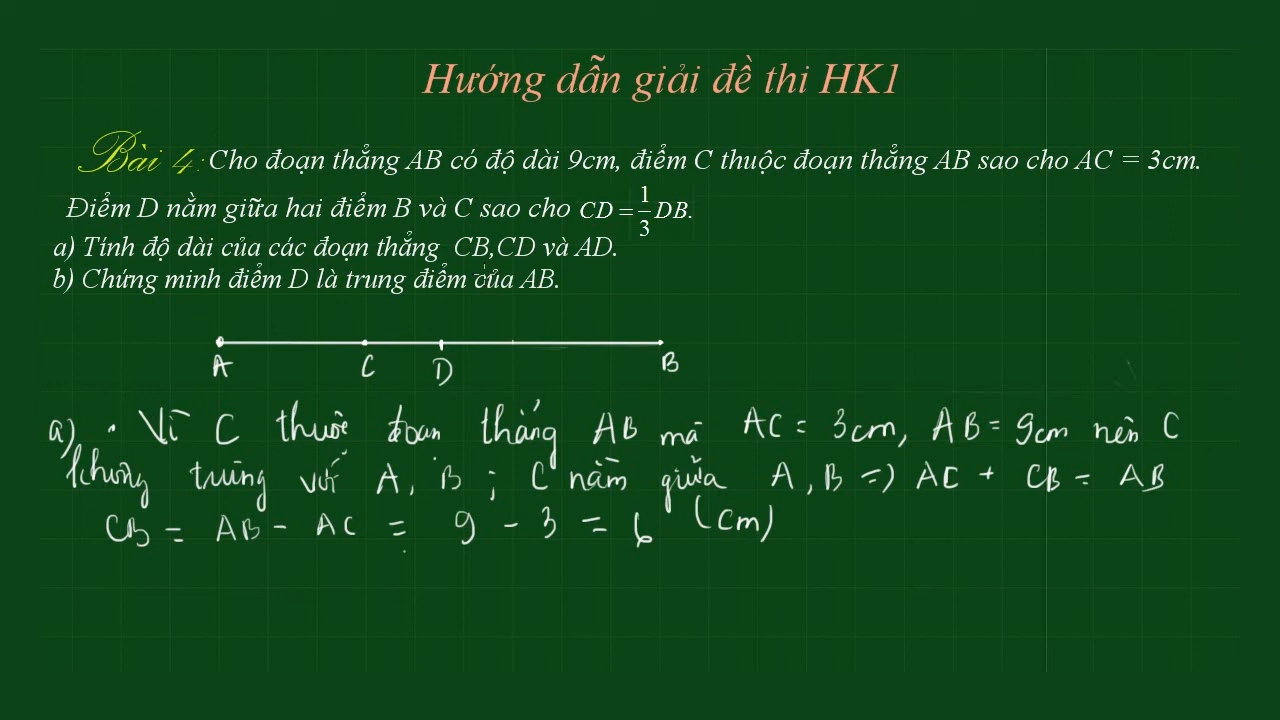 Hướng dẫn giải đề thi HK1
Bài 4: Cho đoạn thẳng AB có độ dài 9cm, điểm C thuộc đoạn thẳng AB sao cho AC = 3cm.
Điểm D nằm giữa hai điểm B và C sao cho CD = 1/3 DB.
a) Tính độ dài của các đoạn thẳng CB,CD và AD.
b) Chứng minh điểm D là trung điểm của AB.
A C D B
a) • Vì C thuộc đoạn thẳng AB mà AC = 3cm, AB = 9cm nên C
không trùng với A, B ; C nằm giữa A, B => AC + CB = AB
CB = AB - AC = 9 - 3 = 6 (cm)